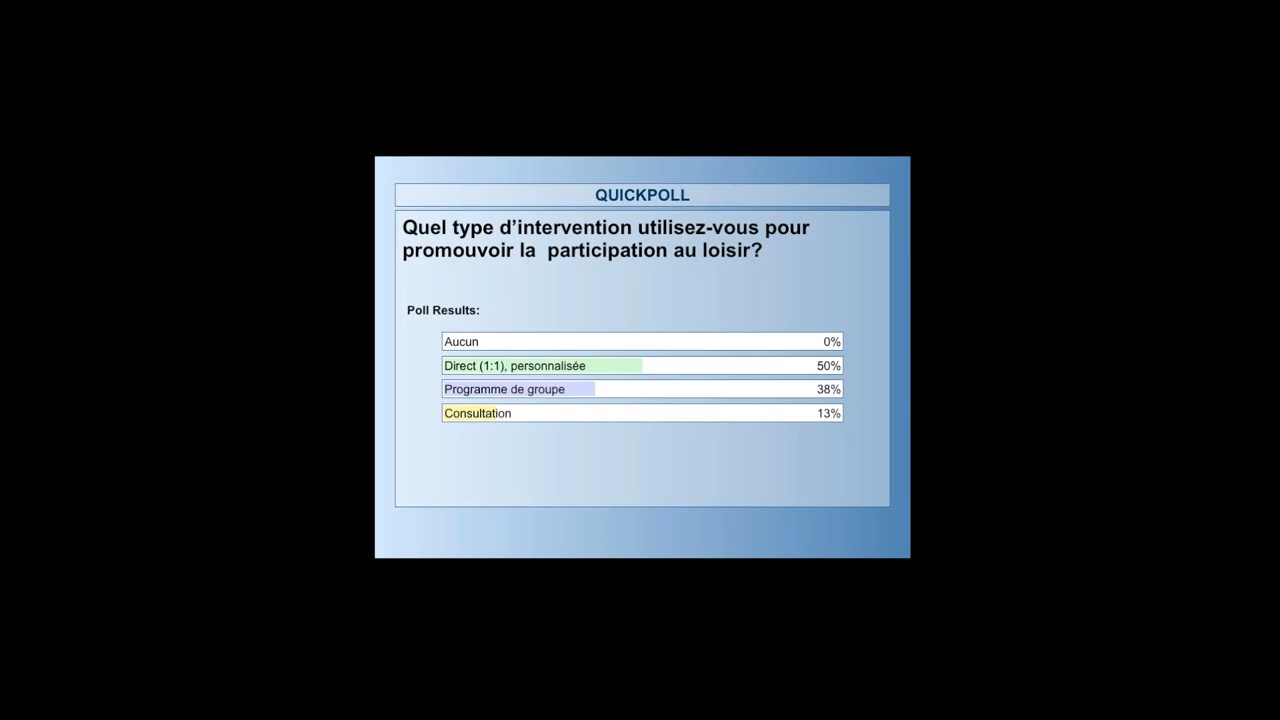 QUICKPOLL
Quel type d’intervention utilisez-vous pour
promouvoir la  participation au loisir?
Poll Results:
Aucun 0%
Direct (1:1), personnalisée 50%
Programme de groupe 38%
Consultation 13%